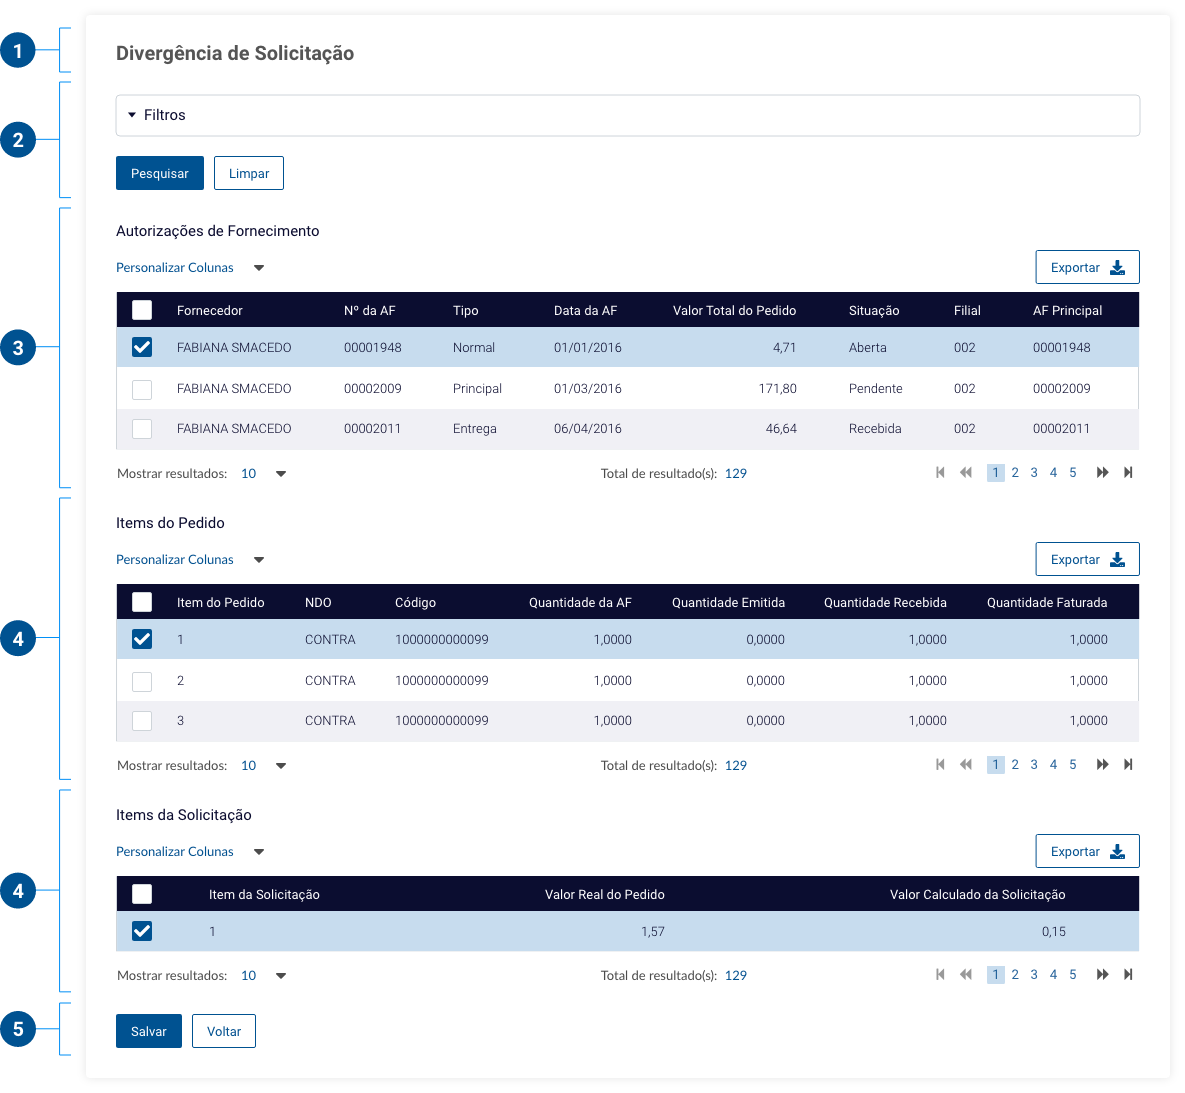 1
Divergência de Solicitação
2
Filtros
Pesquisar Limpar
3
Autorizações de Fornecimento
Personalizar Colunas Exportar
Fornecedor Nº da AF Tipo Data da AF Valor Total do Pedido Situação Filial AF Principal
FABIANA SMACEDO 00001948 Normal 01/01/2016 4,71 Aberta 002 00001948
FABIANA SMACEDO 00002009 Principal 01/03/2016 171,80 Pendente 002 00002009
FABIANA SMACEDO 00002011 Entrega 06/04/2016 46,64 Recebida 002 00002011
Mostrar resultados: 10 Total de resultado(s): 129 1 2 3 4 5
4
Items do Pedido
Personalizar Colunas Exportar
Item do Pedido NDO Código Quantidade da AF Quantidade Emitida Quantidade Recebida Quantidade Faturada
1 CONTRA 1000000000099 1,0000 0,0000 1,0000 1,0000
2 CONTRA 1000000000099 1,0000 0,0000 1,0000 1,0000
3 CONTRA 1000000000099 1,0000 0,0000 1,0000 1,0000
Mostrar resultados: 10 Total de resultado(s): 129 1 2 3 4 5
4
Items da Solicitação
Personalizar Colunas Exportar
Item da Solicitação Valor Real do Pedido Valor Calculado da Solicitação
1 1,57 0,15
Mostrar resultados: 10 Total de resultado(s): 129 1 2 3 4 5
5
Salvar Voltar